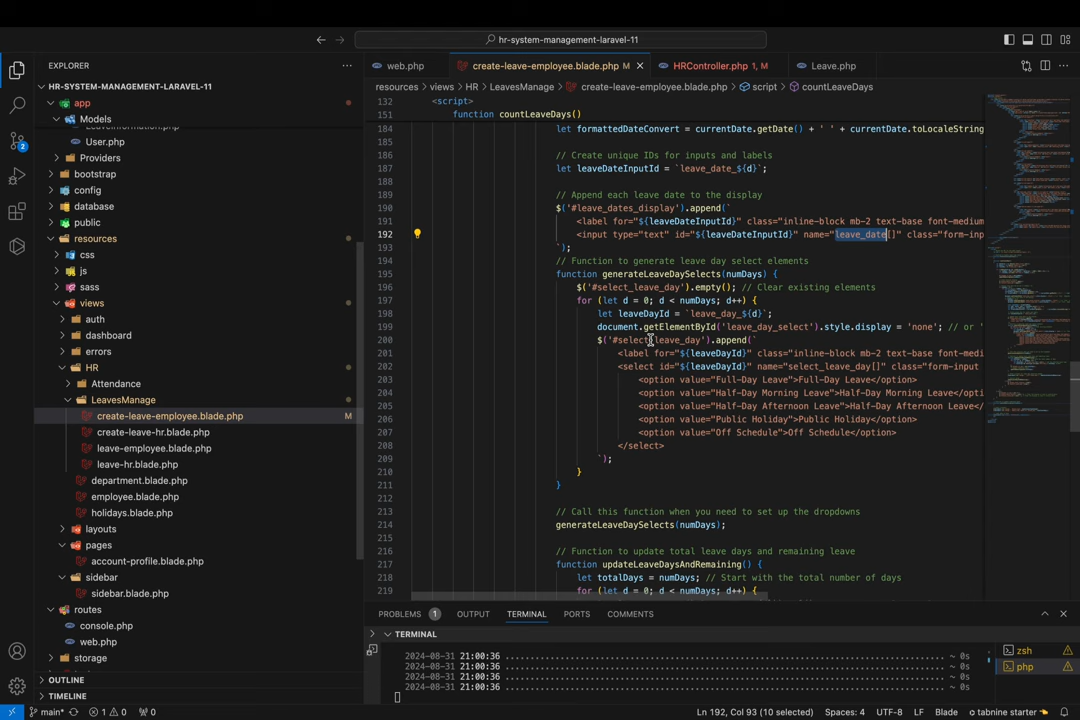 hr-system-management-laravel-11
EXPLORER
web.php
create-leave-employee.blade.php M
HRController.php 1, M
Leave.php
HR-SYSTEM-MANAGEMENT-LARAVEL-11
resources > views > HR > LeavesManage > create-leave-employee.blade.php > script > countLeaveDays
app
Models
LeaveInformation.php
User.php
Providers
bootstrap
config
database
public
resources
css
js
sass
views
auth
dashboard
errors
HR
Attendance
LeavesManage
create-leave-employee.blade.php M
create-leave-hr.blade.php
leave-employee.blade.php
leave-hr.blade.php
department.blade.php
employee.blade.php
holidays.blade.php
layouts
pages
account-profile.blade.php
sidebar
sidebar.blade.php
routes
console.php
web.php
storage
OUTLINE
TIMELINE
132 <script>
151 function countLeaveDays()
184 let formattedDateConvert = currentDate.getDate() + ' ' + currentDate.toLocaleString
185
186 // Create unique IDs for inputs and labels
187 let leaveDateInputId = `leave_date_${d}`;
188
189 // Append each leave date to the display
190 $('#leave_dates_display').append(`
191 <label for="${leaveDateInputId}" class="inline-block mb-2 text-base font-medium
192 <input type="text" id="${leaveDateInputId}" name="leave_date[]" class="form-inp
193 `);
194 // Function to generate leave day select elements
195 function generateLeaveDaySelects(numDays) {
196 $('#select_leave_day').empty(); // Clear existing elements
197 for (let d = 0; d < numDays; d++) {
198 let leaveDayId = `leave_day_${d}`;
199 document.getElementById('leave_day_select').style.display = 'none'; // or '
200 $('#select_leave_day').append(`
201 <label for="${leaveDayId}" class="inline-block mb-2 text-base font-medi
202 <select id="${leaveDayId}" name="select_leave_day[]" class="form-input
203 <option value="Full-Day Leave">Full-Day Leave</option>
204 <option value="Half-Day Morning Leave">Half-Day Morning Leave</option
205 <option value="Half-Day Afternoon Leave">Half-Day Afternoon Leave</
206 <option value="Public Holiday">Public Holiday</option>
207 <option value="Off Schedule">Off Schedule</option>
208 </select>
209 `);
210 }
211 }
212
213 // Call this function when you need to set up the dropdowns
214 generateLeaveDaySelects(numDays);
215
216 // Function to update total leave days and remaining leave
217 function updateLeaveDaysAndRemaining() {
218 let totalDays = numDays; // Start with the total number of days
219 for (let d = 0; d < numDays; d++) {
PROBLEMS 1 OUTPUT TERMINAL PORTS COMMENTS
TERMINAL
2024-08-31 21:00:36 ~ 0s
2024-08-31 21:00:36 ~ 0s
2024-08-31 21:00:36 ~ 0s
zsh
php
2
main* 1 0 0 Ln 192, Col 93 (10 selected) Spaces: 4 UTF-8 LF Blade tabnine starter